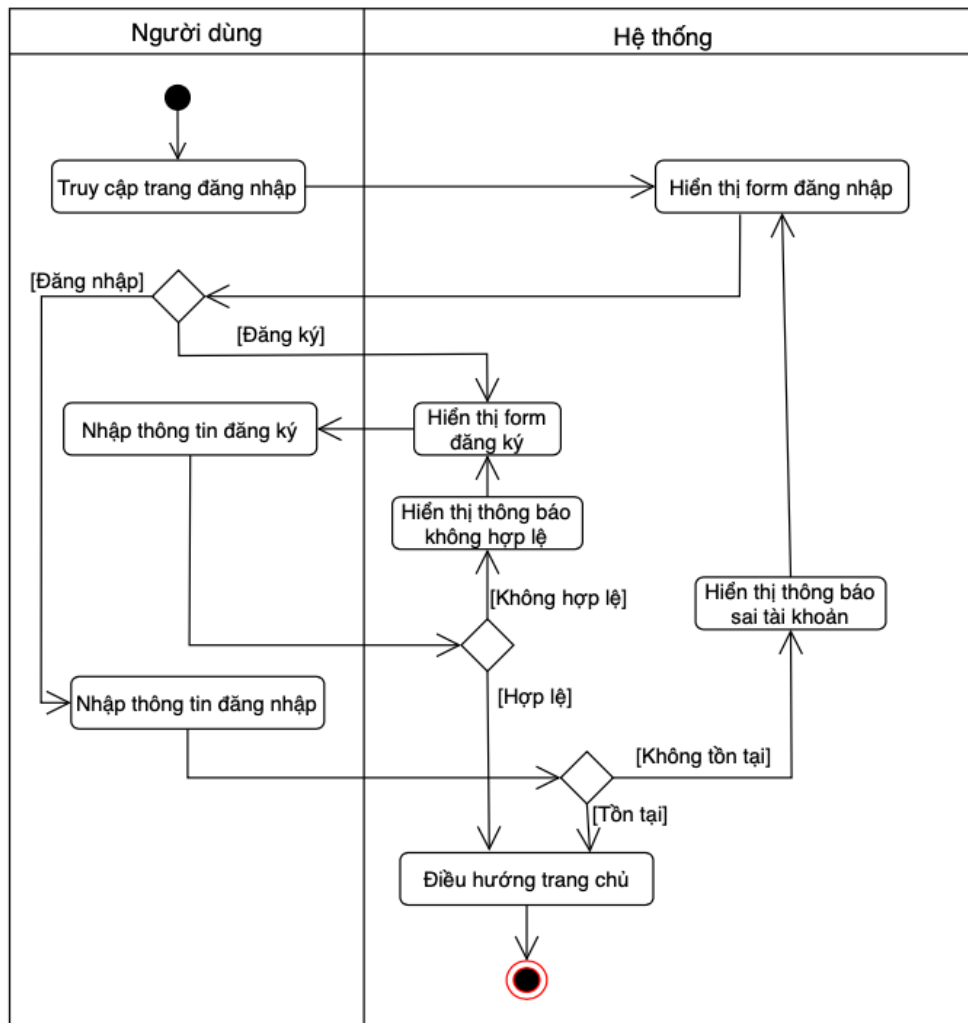 Người dùng
Hệ thống
Truy cập trang đăng nhập
Hiển thị form đăng nhập
[Đăng nhập]
[Đăng ký]
Nhập thông tin đăng ký
Hiển thị form
đăng ký
Hiển thị thông báo
không hợp lệ
[Không hợp lệ]
Hiển thị thông báo
sai tài khoản
Nhập thông tin đăng nhập
[Hợp lệ]
[Không tồn tại]
[Tồn tại]
Điều hướng trang chủ